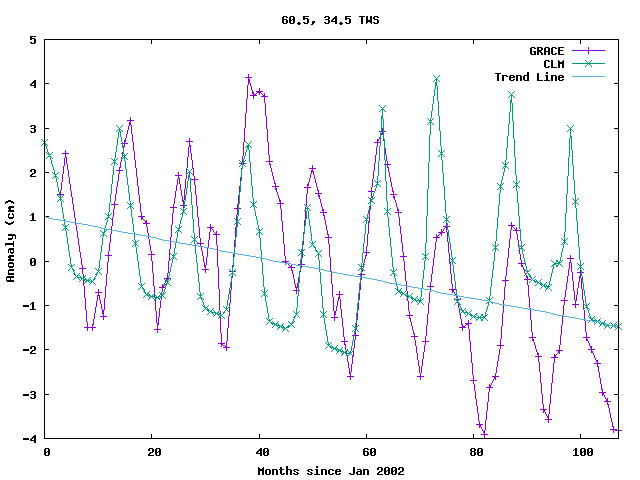 60.5, 34.5 TWS
GRACE
CLM
Trend Line
5
4
3
2
1
0
-1
-2
-3
-4
Anomaly (cm)
0 20 40 60 80 100
Months since Jan 2002